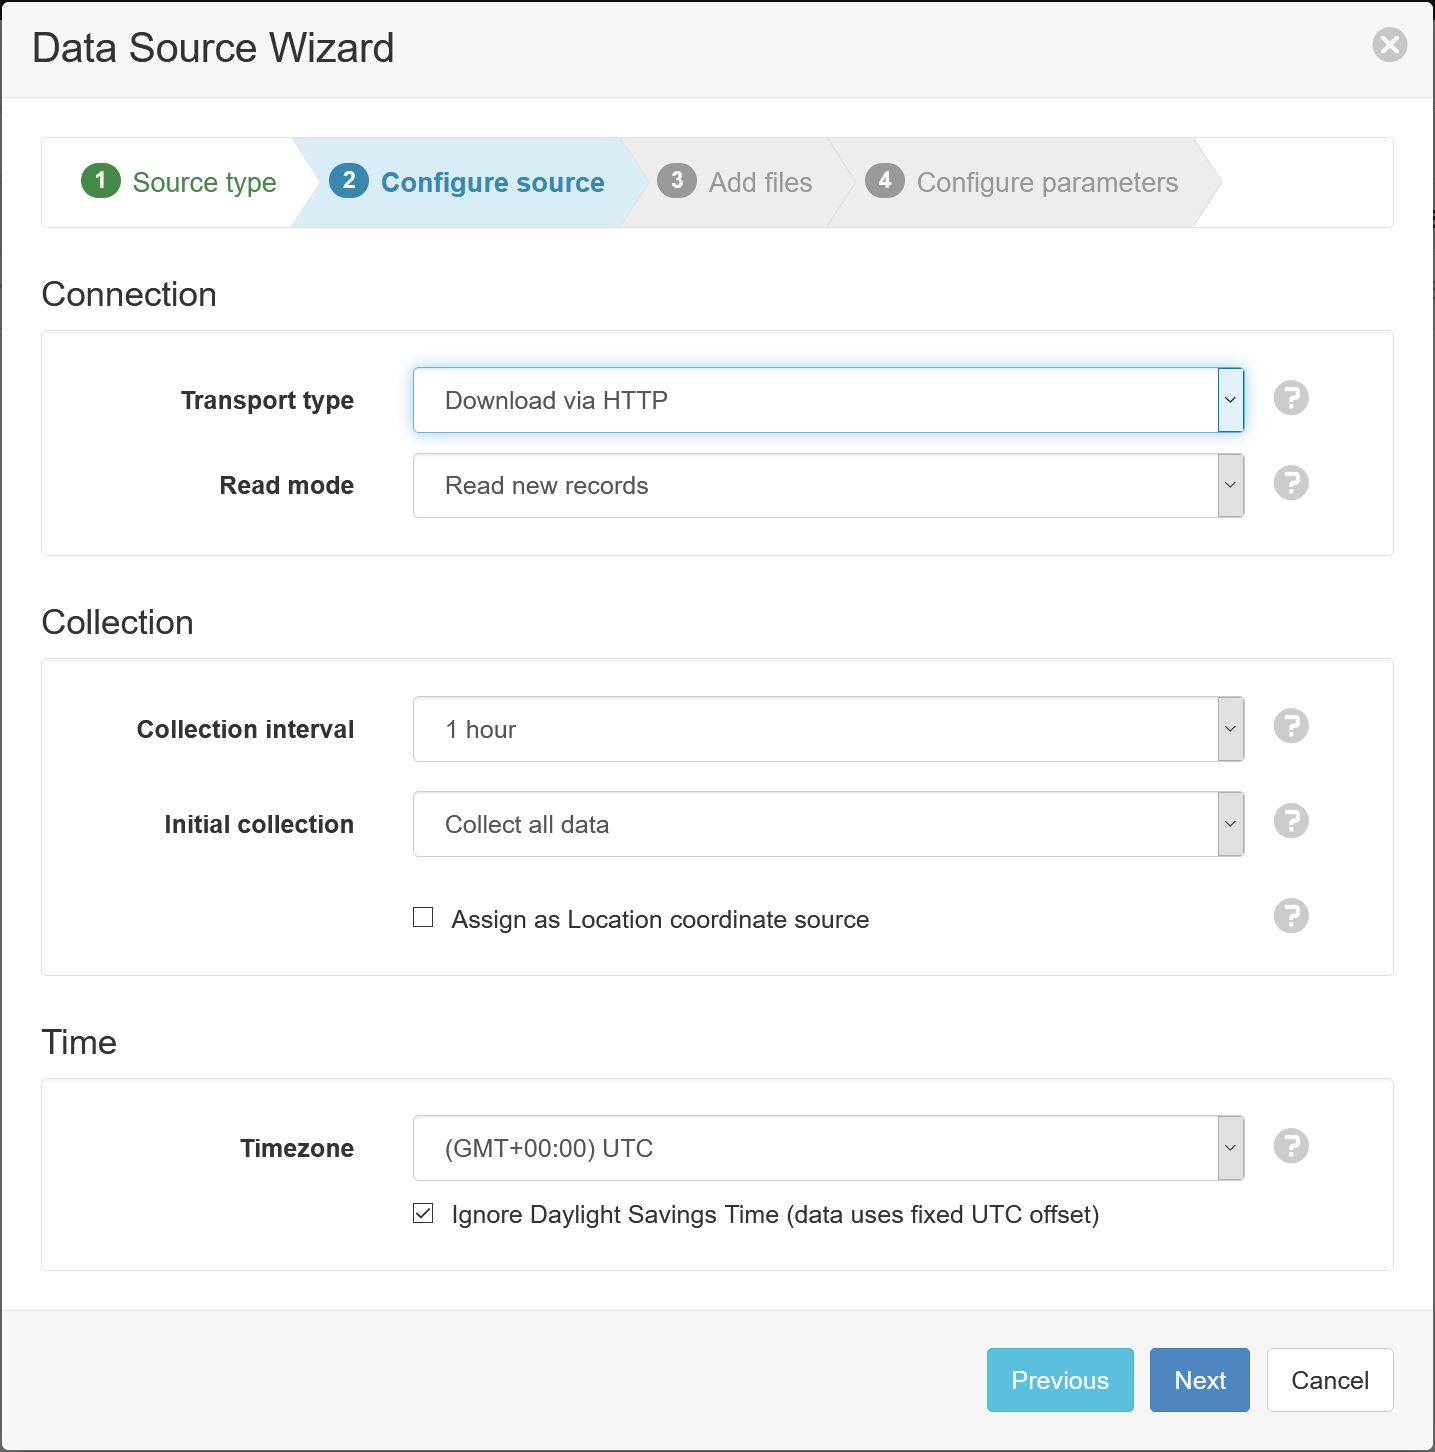 Data Source Wizard
1 Source type 2 Configure source 3 Add files 4 Configure parameters
Connection
Transport type Download via HTTP ?
Read mode Read new records ?
Collection
Collection interval 1 hour ?
Initial collection Collect all data ?
Assign as Location coordinate source ?
Time
Timezone (GMT+00:00) UTC ?
Ignore Daylight Savings Time (data uses fixed UTC offset)
Previous Next Cancel